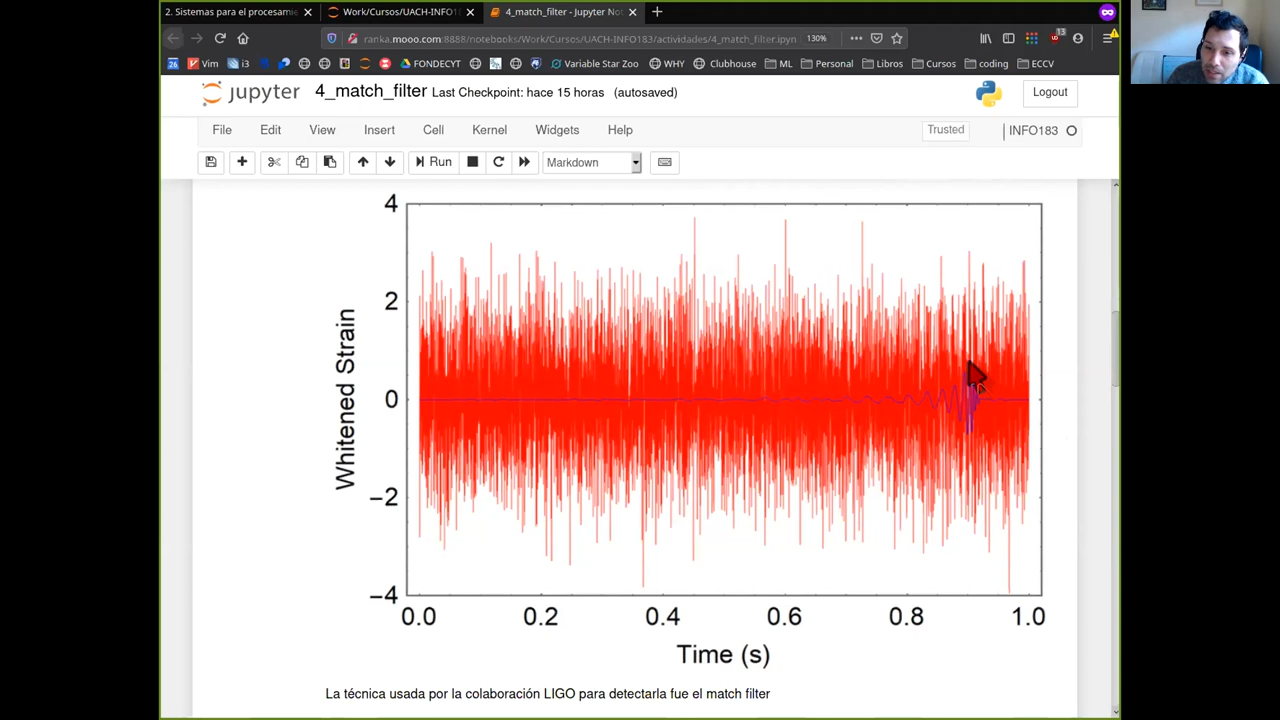 2. Sistemas para el procesamie
Work/Cursos/UACH-INFO1
4_match_filter - Jupyter No
ranka.mooo.com:8888/notebooks/Work/Cursos/UACH-INFO183/actividades/4_match_filter.ipyn 130%
26 Vim i3 FONDECYT Variable Star Zoo WHY Clubhouse ML Personal Libros Cursos coding ECCV
jupyter 4_match_filter Last Checkpoint: hace 15 horas (autosaved) Logout
File Edit View Insert Cell Kernel Widgets Help Trusted INFO183
Run Markdown
4
2
0
−2
−4
Whitened Strain
0.0 0.2 0.4 0.6 0.8 1.0
Time (s)
La técnica usada por la colaboración LIGO para detectarla fue el match filter